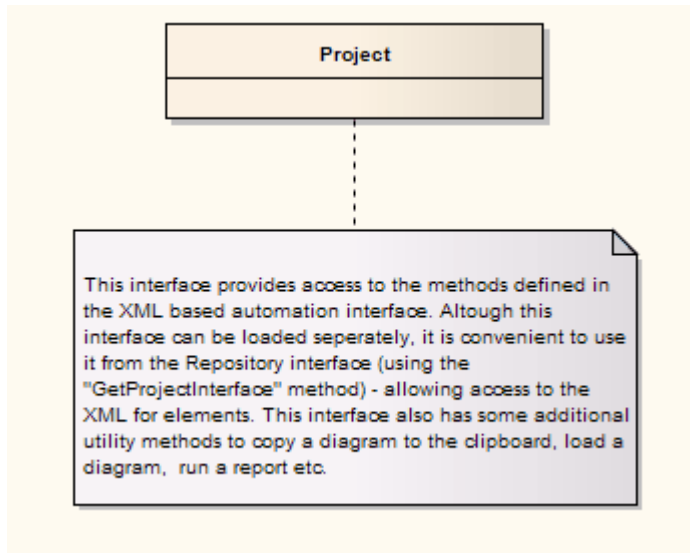 Project
This interface provides access to the methods defined in
the XML based automation interface. Altough this
interface can be loaded seperately, it is convenient to use
it from the Repository interface (using the
"GetProjectInterface" method) - allowing access to the
XML for elements. This interface also has some additional
utility methods to copy a diagram to the clipboard, load a
diagram,  run a report etc.